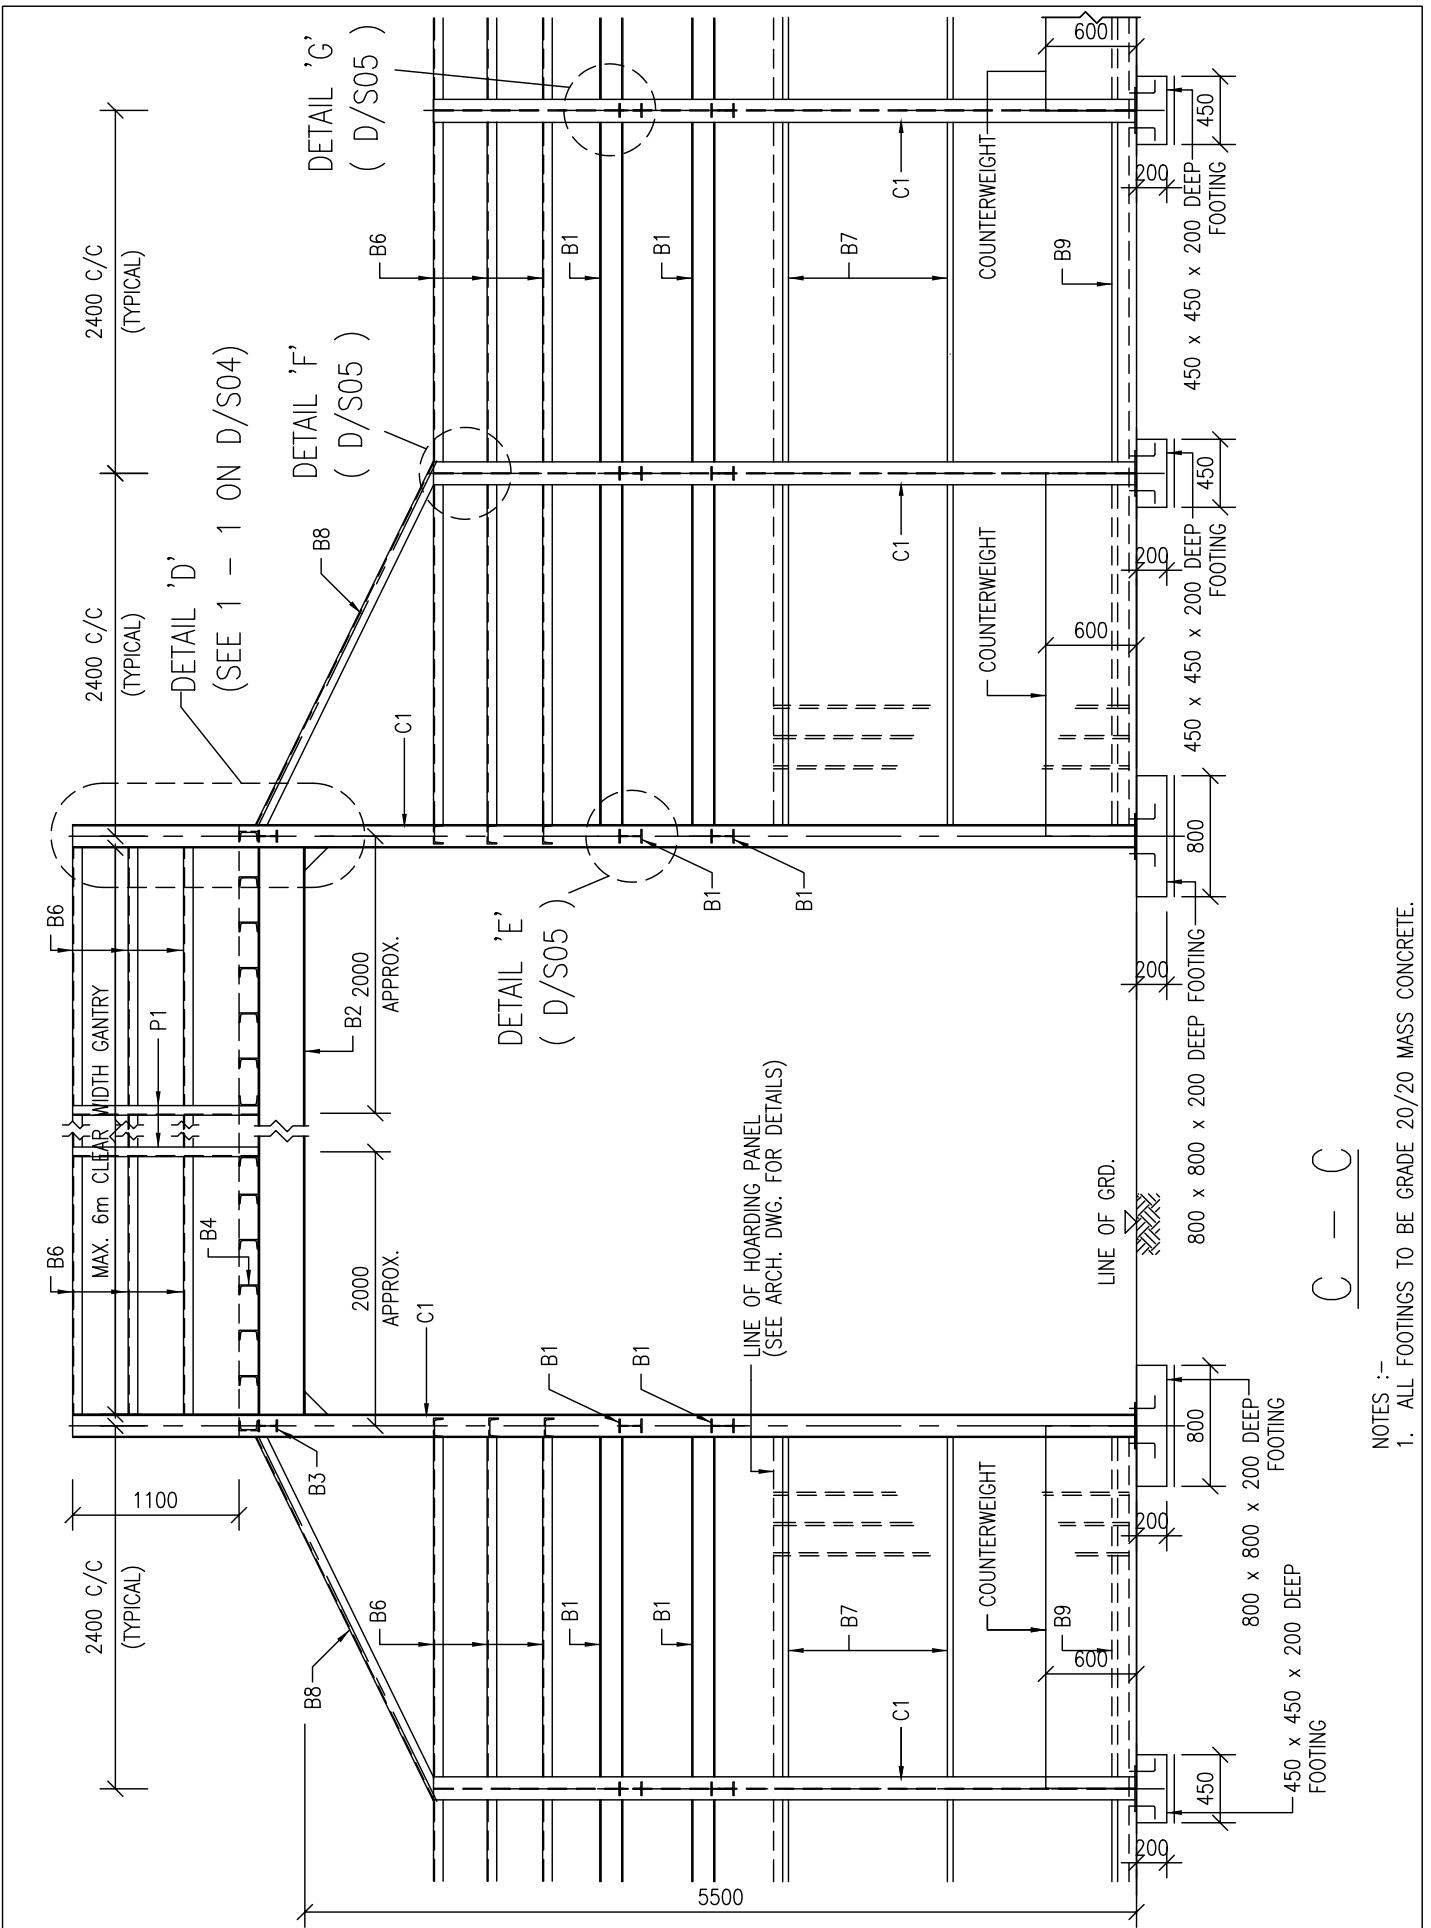 2400 C/C
(TYPICAL)
2400 C/C
(TYPICAL)
2400 C/C
(TYPICAL)
1100
B6
MAX. 6m CLEAR WIDTH GANTRY
P1
B6
DETAIL 'D'
(SEE 1 - 1 ON D/S04)
DETAIL 'F'
( D/S05 )
DETAIL 'G'
( D/S05 )
B8
B3
B4
B2
2000
APPROX.
2000
APPROX.
B8
B6
B1
B1
B7
C1
B1
B1
C1
C1
DETAIL 'E'
( D/S05 )
B1
B1
B6
B1
B1
B7
C1
C1
LINE OF HOARDING PANEL
(SEE ARCH. DWG. FOR DETAILS)
COUNTERWEIGHT
B9
600
COUNTERWEIGHT
600
COUNTERWEIGHT
B9
600
5500
LINE OF GRD.
200
450
200
800
200
800
200
450
200
450
450 x 450 x 200 DEEP
FOOTING
800 x 800 x 200 DEEP
FOOTING
800 x 800 x 200 DEEP FOOTING
450 x 450 x 200 DEEP
FOOTING
450 x 450 x 200 DEEP
FOOTING
C - C
NOTES :-
1. ALL FOOTINGS TO BE GRADE 20/20 MASS CONCRETE.